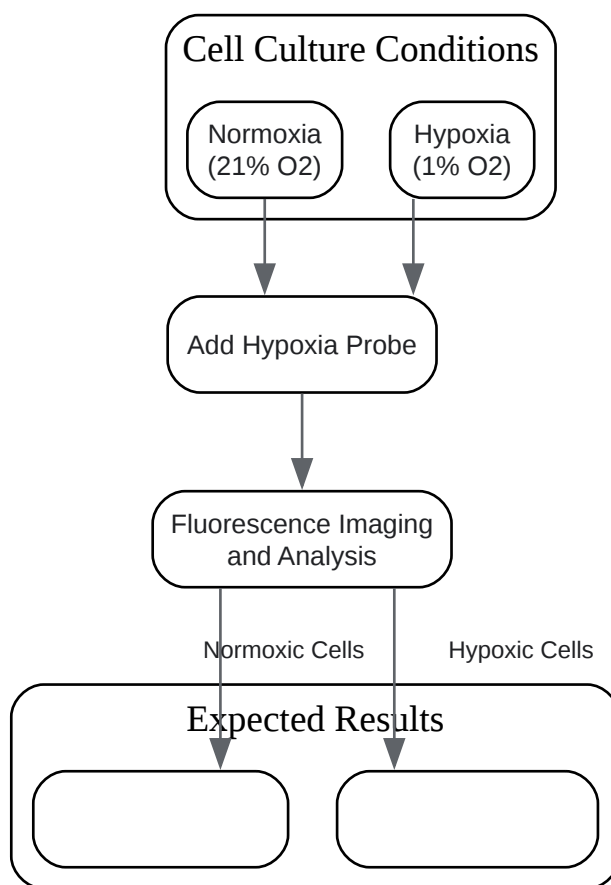 Cell Culture Conditions
Normoxia
(21% O2)
Hypoxia
(1% O2)
Add Hypoxia Probe
Fluorescence Imaging
and Analysis
Normoxic Cells
Hypoxic Cells
Expected Results